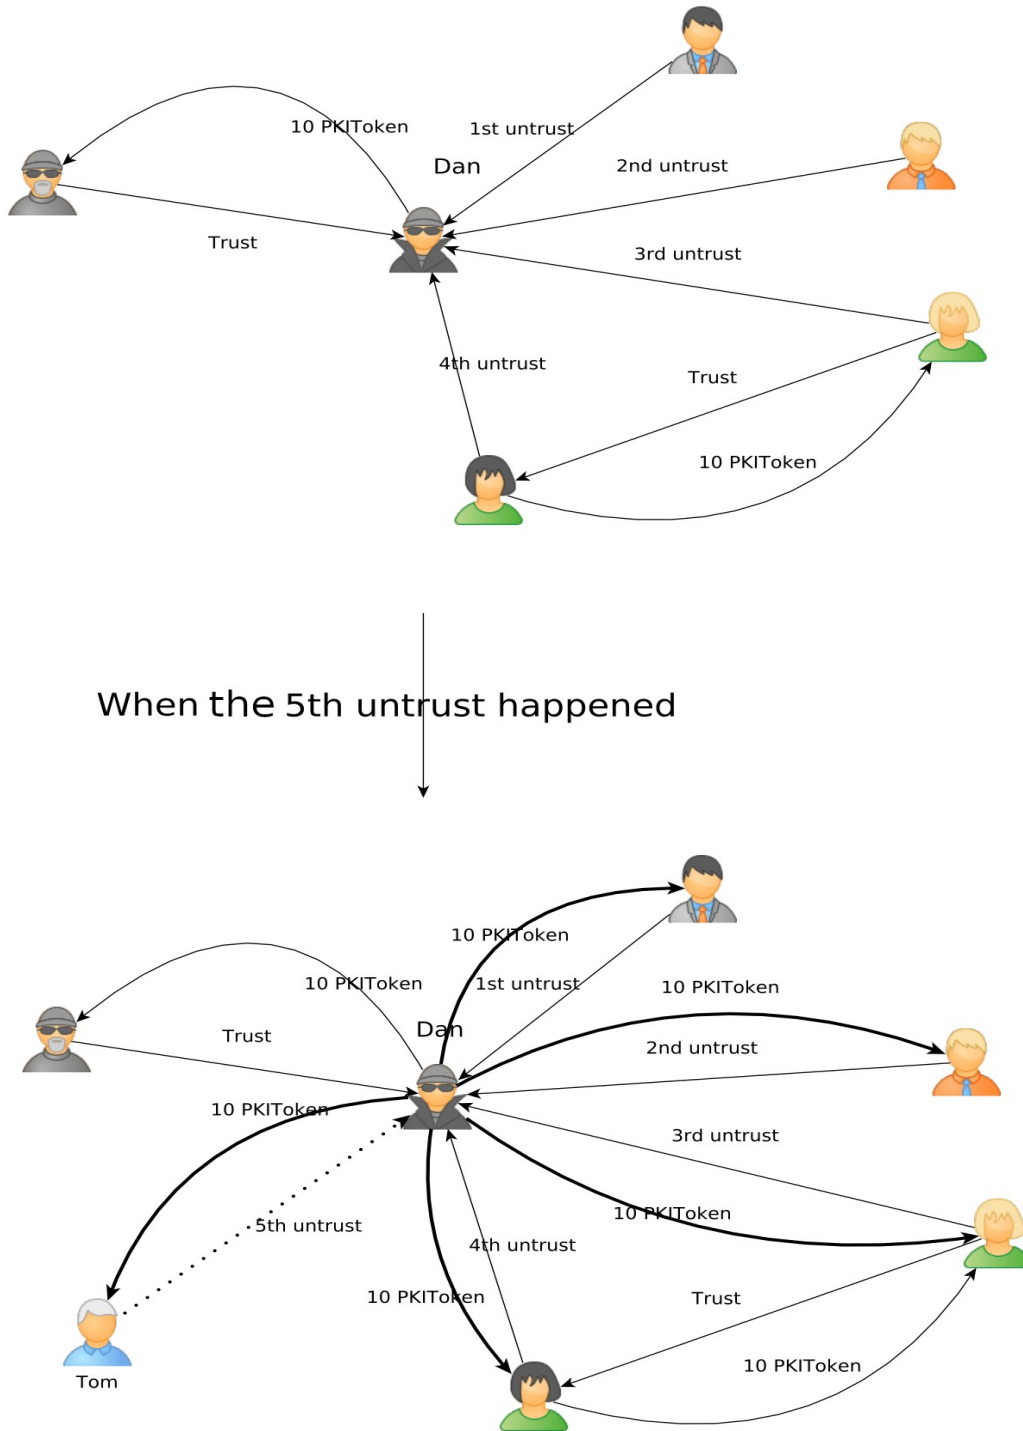 10 PKIToken
1st untrust
Dan
2nd untrust
Trust
3rd untrust
4th untrust
Trust
10 PKIToken
When the 5th untrust happened
10 PKIToken
10 PKIToken
1st untrust
10 PKIToken
Dan
Trust
2nd untrust
10 PKIToken
3rd untrust
10 PKIToken
5th untrust
4th untrust
10 PKIToken
Trust
10 PKIToken
Tom